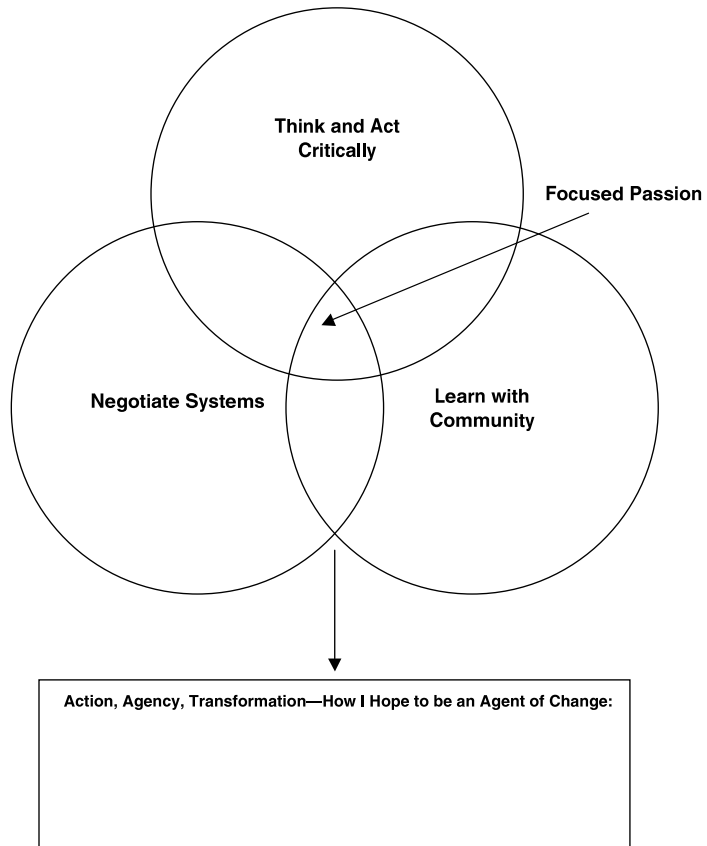 Think and Act
Critically
Focused Passion
Negotiate Systems
Learn with
Community
Action, Agency, Transformation—How I Hope to be an Agent of Change: